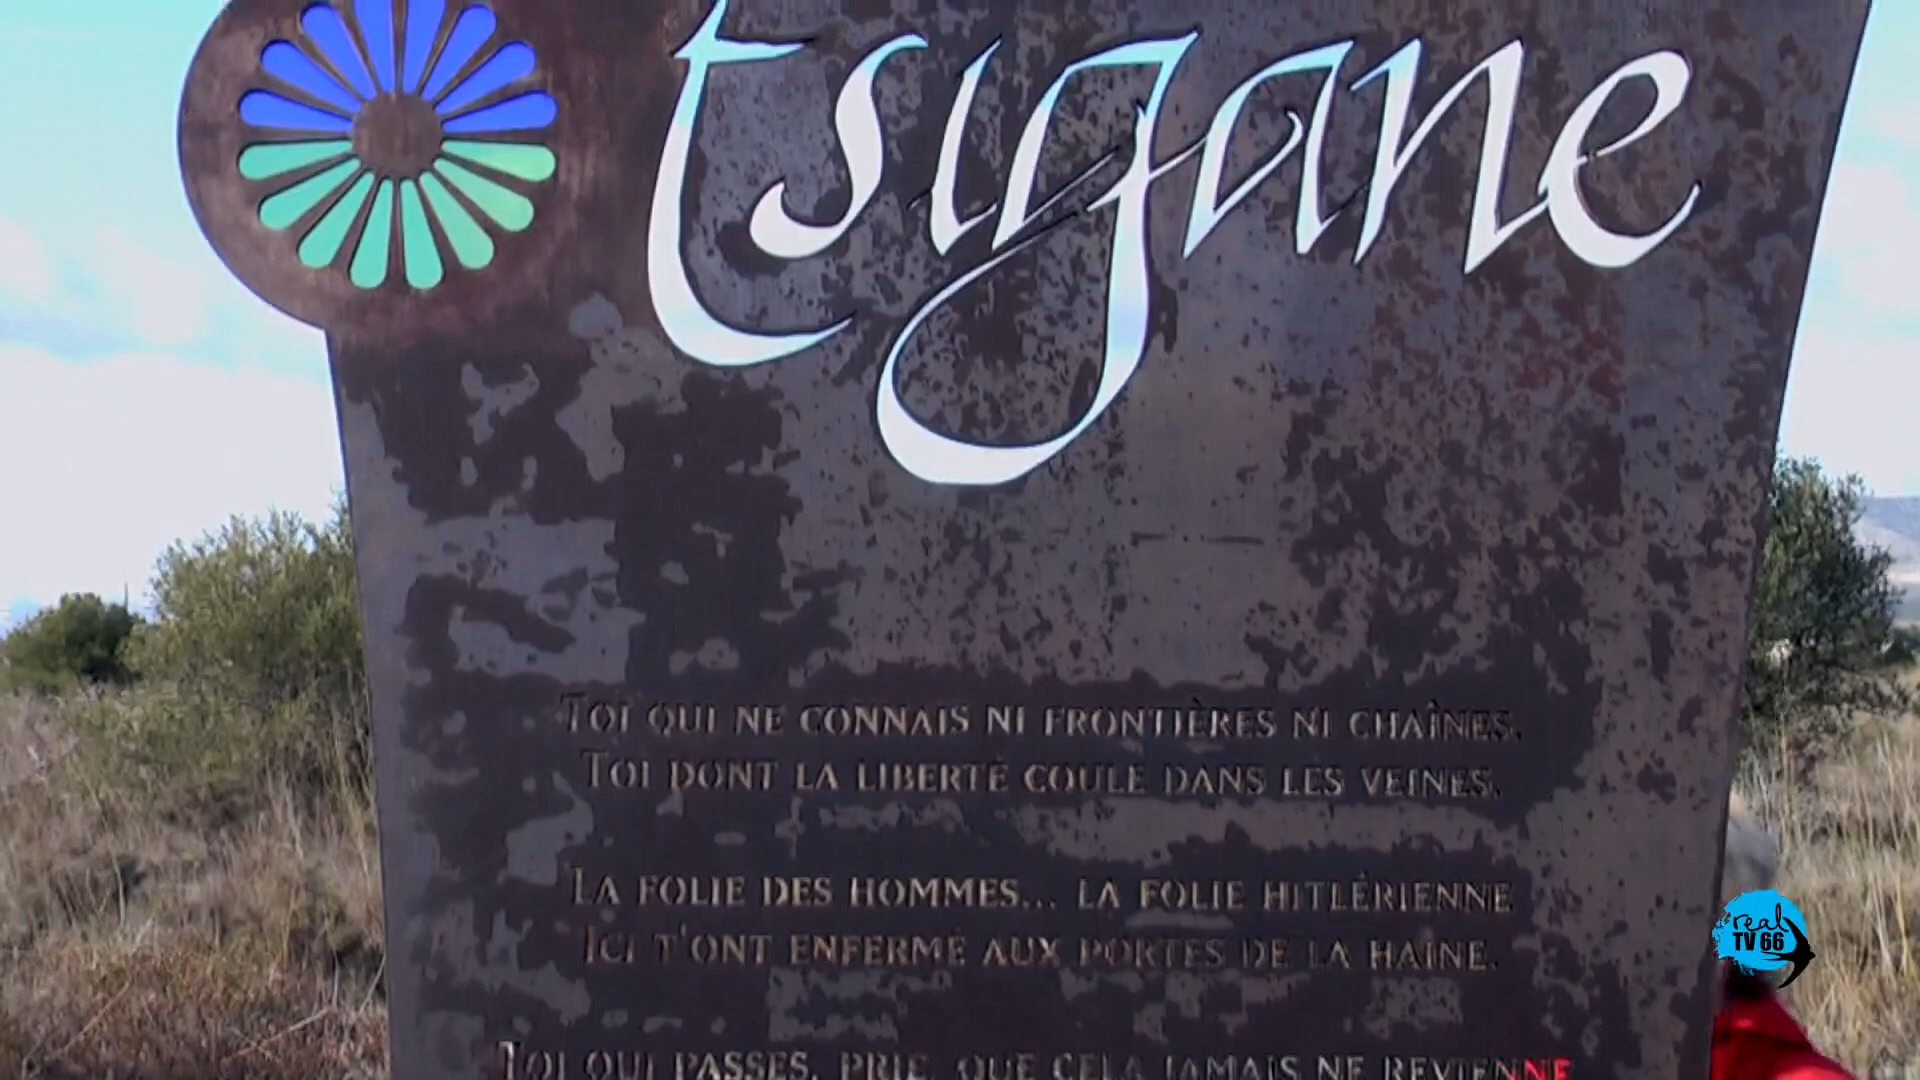 tsigane
TOI QUI NE CONNAIS NI FRONTIÈRES NI CHAÎNES,
TOI DONT LA LIBERTÉ COULE DANS LES VEINES,
LA FOLIE DES HOMMES... LA FOLIE HITLÉRIENNE
ICI T'ONT ENFERMÉ AUX PORTES DE LA HAINE.
TOI QUI PASSES, PRIE, QUE CELA JAMAIS NE REVIENNE
real
TV 66